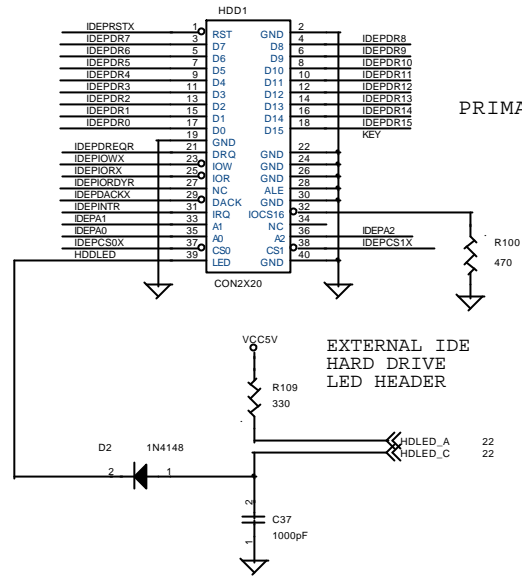 HDD1
IDEPRSTX 1 RST GND 2
IDEPDR7 3 D7 D8 4 IDEPDR8
IDEPDR6 5 D6 D9 6 IDEPDR9
IDEPDR5 7 D5 D10 8 IDEPDR10
IDEPDR4 9 D4 D11 10 IDEPDR11
IDEPDR3 11 D3 D12 12 IDEPDR12
IDEPDR2 13 D2 D13 14 IDEPDR13
IDEPDR1 15 D1 D14 16 IDEPDR14
IDEPDR0 17 D0 D15 18 IDEPDR15
PRIMA
19 GND KEY
IDEPDREQR 21 DRQ GND 22
IDEPIOWX 23 IOW GND 24
IDEPIORX 25 IOR GND 26
IDEPIORDYR 27 NC ALE 28
IDEPDACKX 29 DACK GND 30
IDEPINTR 31 IRQ IOCS16 32
IDEPA1 33 A1 NC 34
IDEPA0 35 A0 A2 36 IDEPA2
IDEPCS0X 37 CS0 CS1 38 IDEPCS1X
HDDLED 39 LED GND 40
CON2X20
R100
470
VCC5V
EXTERNAL IDE
HARD DRIVE
LED HEADER
R109
330
HDLED_A 22
HDLED_C 22
D2 1N4148
2 1
2
C37
1000pF
1